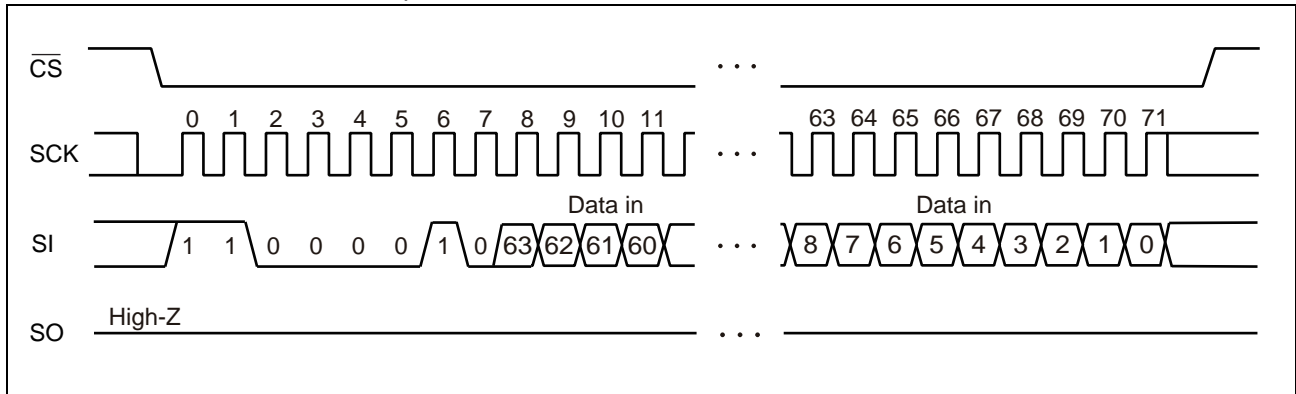 CS . . .
0 1 2 3 4 5 6 7 8 9 10 11 63 64 65 66 67 68 69 70 71
SCK . . .
Data in Data in
SI 1 1 0 0 0 0 1 0 63 62 61 60 . . . 8 7 6 5 4 3 2 1 0
High-Z
SO . . .